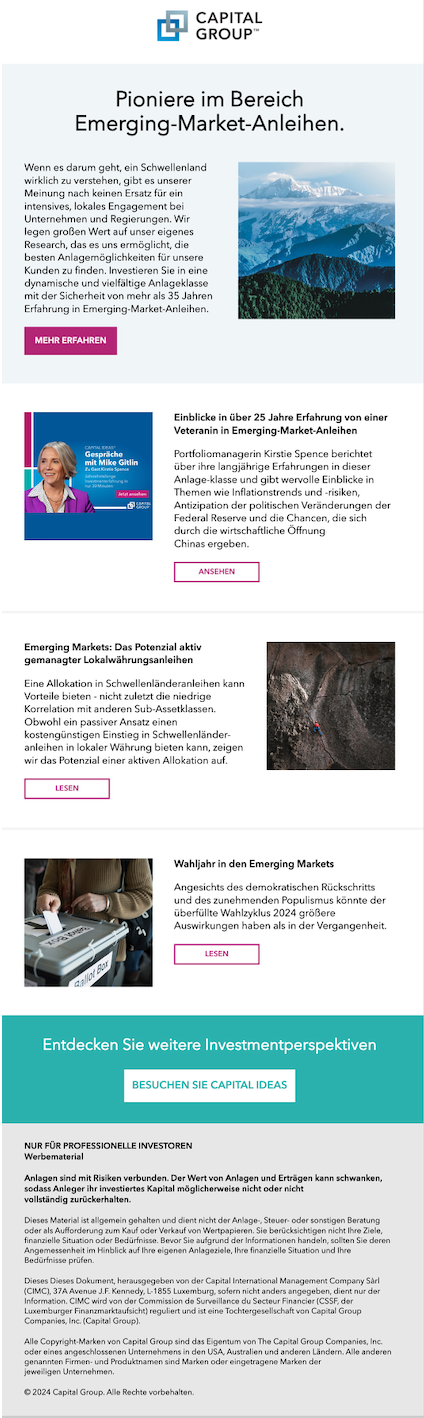 CAPITAL
GROUP™
Pioniere im Bereich
Emerging-Market-Anleihen.
Wenn es darum geht, ein Schwellenland
wirklich zu verstehen, gibt es unserer
Meinung nach keinen Ersatz für ein
intensives, lokales Engagement bei
Unternehmen und Regierungen. Wir
legen großen Wert auf unser eigenes
Research, das es uns ermöglicht, die
besten Anlagemöglichkeiten für unsere
Kunden zu finden. Investieren Sie in eine
dynamische und vielfältige Anlageklasse
mit der Sicherheit von mehr als 35 Jahren
Erfahrung in Emerging-Market-Anleihen.
MEHR ERFAHREN
CAPITAL IDEAS™
Gespräche
mit Mike Gitlin
Zu Gast Kirstie Spence
Jahrzehntelange
Investmenterfahrung in
nur 30 Minuten
Jetzt ansehen
CAPITAL
GROUP
Einblicke in über 25 Jahre Erfahrung von einer
Veteranin in Emerging-Market-Anleihen
Portfoliomanagerin Kirstie Spence berichtet
über ihre langjährige Erfahrungen in dieser
Anlage-klasse und gibt wervolle Einblicke in
Themen wie Inflationstrends und -risiken,
Antizipation der politischen Veränderungen der
Federal Reserve und die Chancen, die sich
durch die wirtschaftliche Öffnung
Chinas ergeben.
ANSEHEN
Emerging Markets: Das Potenzial aktiv
gemanagter Lokalwährungsanleihen
Eine Allokation in Schwellenländeranleihen kann
Vorteile bieten - nicht zuletzt die niedrige
Korrelation mit anderen Sub-Assetklassen.
Obwohl ein passiver Ansatz einen
kostengünstigen Einstieg in Schwellenländer-
anleihen in lokaler Währung bieten kann, zeigen
wir das Potenzial einer aktiven Allokation auf.
LESEN
Ballot Box
Ballot Box
Wahljahr in den Emerging Markets
Angesichts des demokratischen Rückschritts
und des zunehmenden Populismus könnte der
überfüllte Wahlzyklus 2024 größere
Auswirkungen haben als in der Vergangenheit.
LESEN
Entdecken Sie weitere Investmentperspektiven
BESUCHEN SIE CAPITAL IDEAS
NUR FÜR PROFESSIONELLE INVESTOREN
Werbematerial
Anlagen sind mit Risiken verbunden. Der Wert von Anlagen und Erträgen kann schwanken,
sodass Anleger ihr investiertes Kapital möglicherweise nicht oder nicht
vollständig zurückerhalten.
Dieses Material ist allgemein gehalten und dient nicht der Anlage-, Steuer- oder sonstigen Beratung
oder als Aufforderung zum Kauf oder Verkauf von Wertpapieren. Sie berücksichtigen nicht Ihre Ziele,
finanzielle Situation oder Bedürfnisse. Bevor Sie aufgrund der Informationen handeln, sollten Sie deren
Angemessenheit im Hinblick auf Ihre eigenen Anlageziele, Ihre finanzielle Situation und Ihre
Bedürfnisse prüfen.
Dieses Dieses Dokument, herausgegeben von der Capital International Management Company Sàrl
(CIMC), 37A Avenue J.F. Kennedy, L-1855 Luxemburg, sofern nicht anders angegeben, dient nur der
Information. CIMC wird von der Commission de Surveillance du Secteur Financier (CSSF, der
Luxemburger Finanzmarktaufsicht) reguliert und ist eine Tochtergesellschaft von Capital Group
Companies, Inc. (Capital Group).
Alle Copyright-Marken von Capital Group sind das Eigentum von The Capital Group Companies, Inc.
oder eines angeschlossenen Unternehmens in den USA, Australien und anderen Ländern. Alle anderen
genannten Firmen- und Produktnamen sind Marken oder eingetragene Marken der
jeweiligen Unternehmen.
© 2024 Capital Group. Alle Rechte vorbehalten.